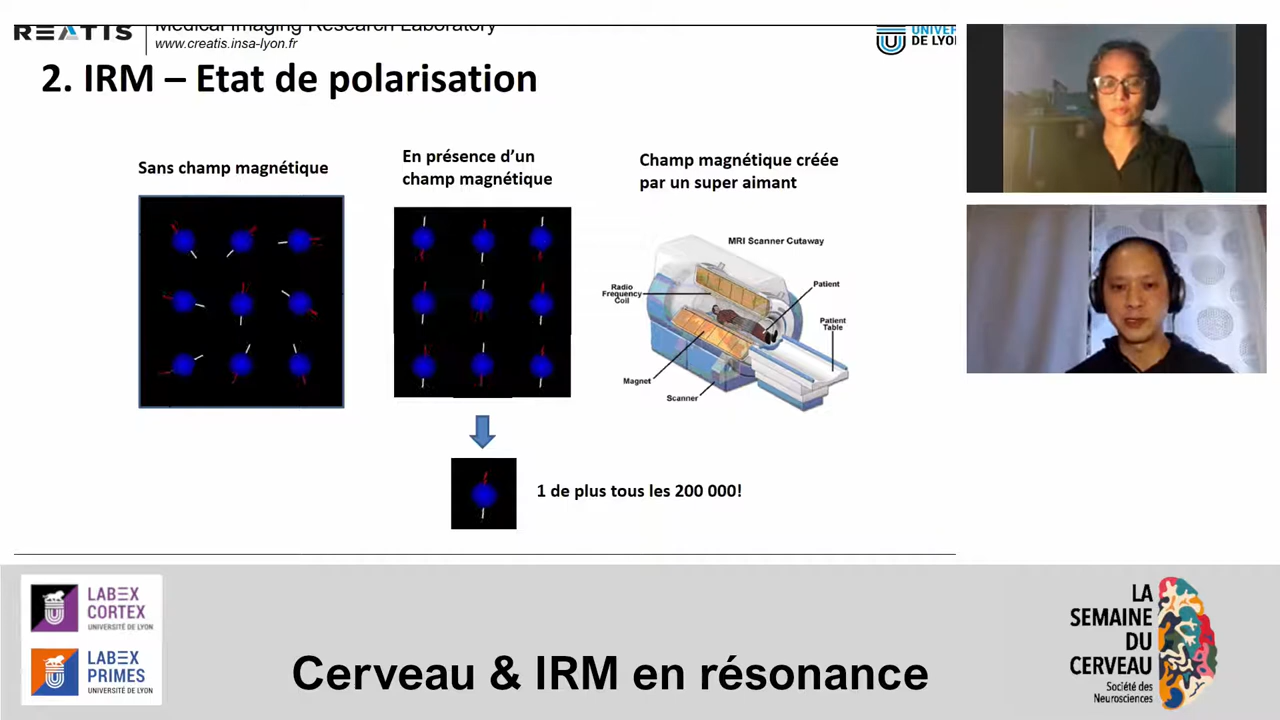 REATIS
Medical Imaging Research Laboratory
www.creatis.insa-lyon.fr
UNIVER
DE LYO
2. IRM – Etat de polarisation
Sans champ magnétique
En présence d’un
champ magnétique
Champ magnétique créée
par un super aimant
MRI Scanner Cutaway
Radio
Frequency
Coil
Patient
Patient
Table
Magnet
Scanner
1 de plus tous les 200 000!
LABEX
CORTEX
UNIVERSITÉ DE LYON
LABEX
PRIMES
UNIVERSITÉ DE LYON
Cerveau & IRM en résonance
LA
SEMAINE
DU
CERVEAU
Société des
Neurosciences